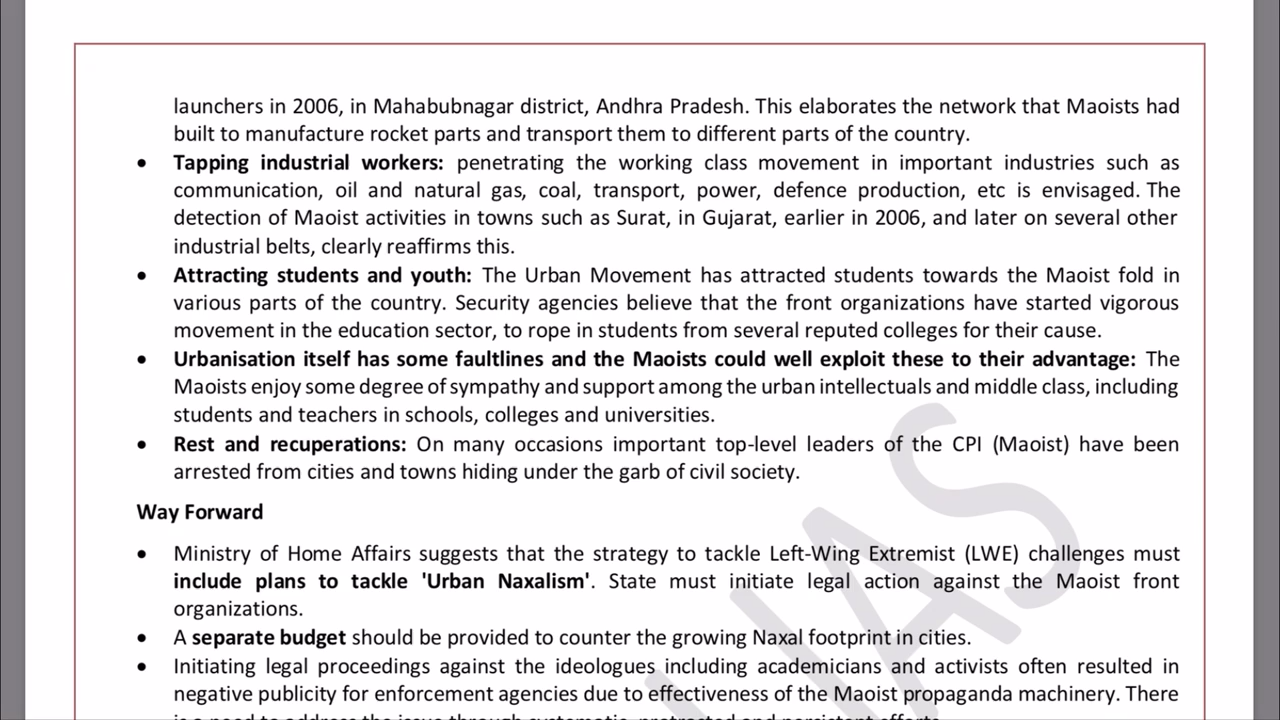 launchers in 2006, in Mahabubnagar district, Andhra Pradesh. This elaborates the network that Maoists had
built to manufacture rocket parts and transport them to different parts of the country.
• Tapping industrial workers: penetrating the working class movement in important industries such as
communication, oil and natural gas, coal, transport, power, defence production, etc is envisaged. The
detection of Maoist activities in towns such as Surat, in Gujarat, earlier in 2006, and later on several other
industrial belts, clearly reaffirms this.
• Attracting students and youth: The Urban Movement has attracted students towards the Maoist fold in
various parts of the country. Security agencies believe that the front organizations have started vigorous
movement in the education sector, to rope in students from several reputed colleges for their cause.
• Urbanisation itself has some faultlines and the Maoists could well exploit these to their advantage: The
Maoists enjoy some degree of sympathy and support among the urban intellectuals and middle class, including
students and teachers in schools, colleges and universities.
• Rest and recuperations: On many occasions important top-level leaders of the CPI (Maoist) have been
arrested from cities and towns hiding under the garb of civil society.
Way Forward
• Ministry of Home Affairs suggests that the strategy to tackle Left-Wing Extremist (LWE) challenges must
include plans to tackle 'Urban Naxalism'. State must initiate legal action against the Maoist front
organizations.
• A separate budget should be provided to counter the growing Naxal footprint in cities.
• Initiating legal proceedings against the ideologues including academicians and activists often resulted in
negative publicity for enforcement agencies due to effectiveness of the Maoist propaganda machinery. There
is a need to address the issue through systematic, protracted and persistent efforts.
IAS